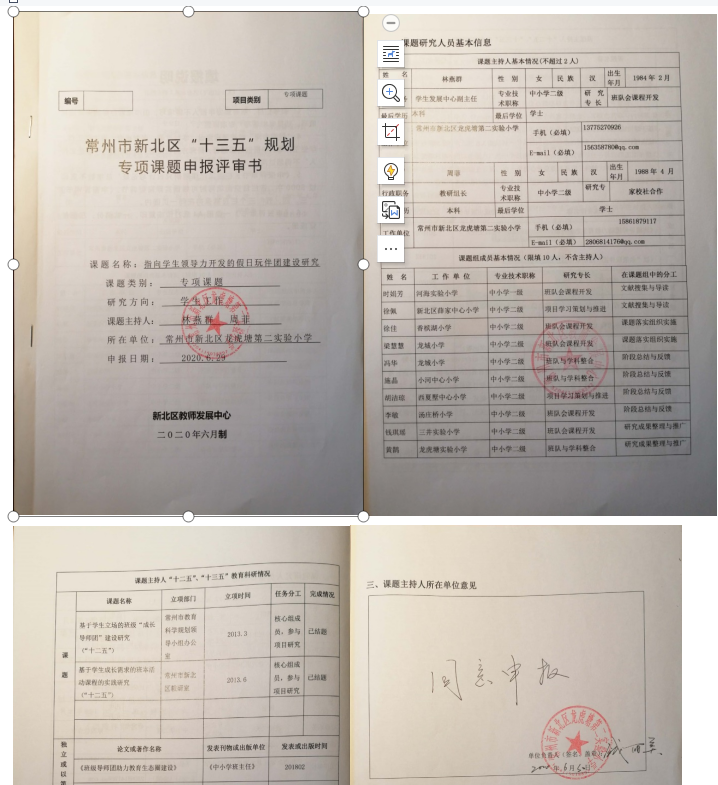 编号
项目类别
专项课题
常州市新北区“十三五”规划
专项课题申报评审书
课题名称：指向学生领导力开发的假日玩伴团建设研究
课题类别：专项课题
研究方向：学生工作
课题主持人：林燕群 周菲
所在单位：常州市新北区龙虎塘第二实验小学
申报日期：2020.6.29
新北区教师发展中心
二〇二〇年六月制
课题研究人员基本信息
课题主持人基本情况(不超过 2 人)
姓 名 林燕群 性 别 女 民 族 汉 出生年月 1984 年 2 月
学生发展中心副主任 专业技术职称 中小学二级 研 究 专 长 班队会课程开发
最后学历 本科 最后学位 学士
常州市新北区龙虎塘第二实验小学 手机（必填） 13775270926
E-mail（必填） 156358780@qq.com
性 别 女 民 族 汉 出生年月 1988 年 4 月
行政职务 教研组长 专业技术职称 中小学二级 研究专 家校社合作
本科 最后学位 学士
工作单位 常州市新北区龙虎塘第二实验小学 手机（必填） 15861879117
E-mail（必填） 2806814176@qq.com
课题组成员基本情况（限填 10 人，不含主持人）
姓 名 工 作 单 位 专业技术职称 研究专长 在课题组中的分工
时娟芳 河海实验小学 中小学一级 班队会课程开发 文献搜集与导读
徐佩 新北区薛家中心小学 中小学二级 项目学习策划与推进 文献搜集与导读
徐佳 香槟湖小学 中小学二级 班队会课程开发 课题落实组织实施
梁慧慧 龙城小学 中小学二级 班队会课程开发 课题落实组织实施
冯华 龙城小学 中小学二级 班队与学科整合 阶段总结与反馈
施晶 小河中心小学 中小学二级 班队与学科整合 阶段总结与反馈
胡洁琼 西夏墅中心小学 中小学二级 项目学习策划与推进 阶段总结与反馈
李敏 汤庄桥小学 中小学二级 班队会课程开发 阶段总结与反馈
三井实验小学 中小学二级 班队会课程开发 研究成果整理与推广
黄鹊 龙虎塘实验小学 中小学二级 班队与学科整合 研究成果整理与推广
课题主持人“十二五”、“十三五”教育科研情况
课题名称 立项部门 立项时间 任务分工 完成情况
课题
基于学生立场的班级“成长导师团”建设研究（“十二五”） 常州市教育科学规划领导小组办公室 2013.3 核心组成员，参与项目研究 已结题
基于学生成长需求的班本活动课程的实践研究（“十二五”） 常州市新北区教研室 2013.6 核心组成员，参与项目研究 已结题
独立或以第
论文或著作名称 发表刊物或出版单位 发表或出版时间
《班级导师团助力教育生态圈建设》 《中小学班主任》 201802
三、课题主持人所在单位意见
同意申报